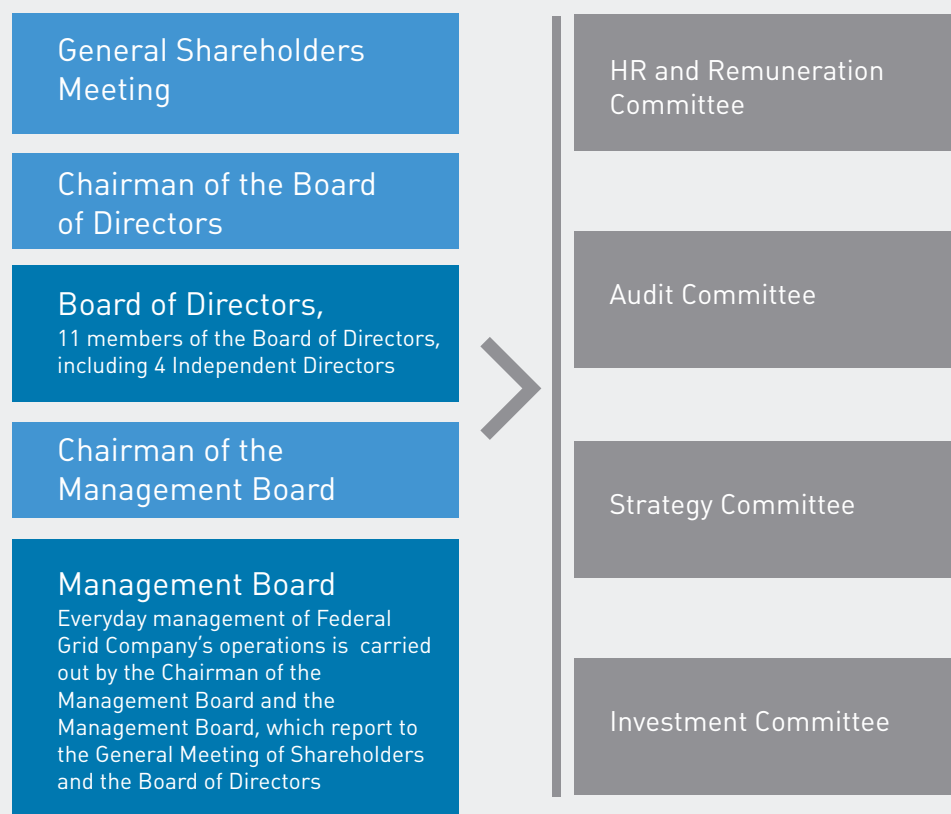 General Shareholders
Meeting
Chairman of the Board
of Directors
Board of Directors,
11 members of the Board of Directors,
including 4 Independent Directors
Chairman of the
Management Board
Management Board
Everyday management of Federal
Grid Company's operations is  carried
out by the Chairman of the
Management Board and the
Management Board, which report to
the General Meeting of Shareholders
and the Board of Directors
HR and Remuneration
Committee
Audit Committee
Strategy Committee
Investment Committee